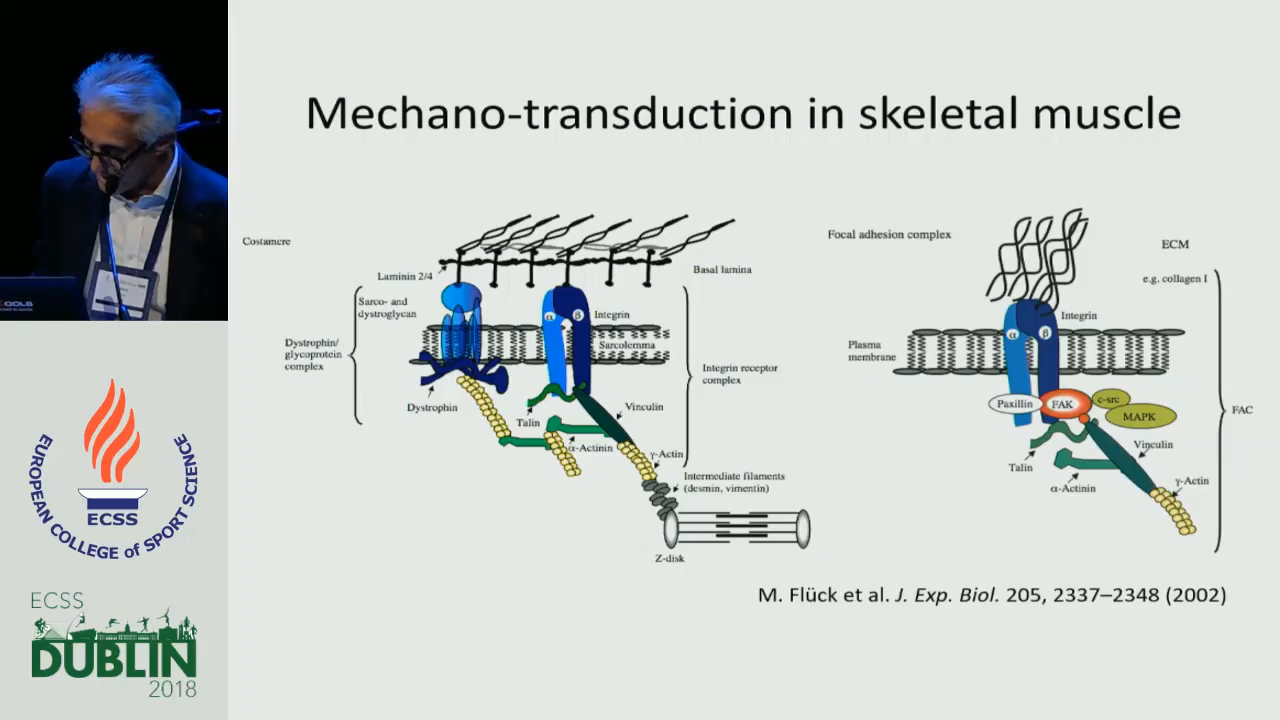 Mechano-transduction in skeletal muscle
Costamere
Laminin 2/4
Basal lamina
Sarco- and
dystroglycan
α
β
Integrin
Dystrophin/
glycoprotein
complex
Sarcolemma
Integrin receptor
complex
Dystrophin
Talin
Vinculin
α-Actinin
γ-Actin
Intermediate filaments
(desmin, vimentin)
Z-disk
Focal adhesion complex
ECM
e.g. collagen I
Integrin
α
β
Plasma
membrane
Paxillin
FAK
c-src
MAPK
FAC
Talin
Vinculin
α-Actinin
γ-Actin
M. Flück et al. J. Exp. Biol. 205, 2337–2348 (2002)
EUROPEAN COLLEGE of SPORT SCIENCE
ECSS
ECSS
DUBLIN
2018